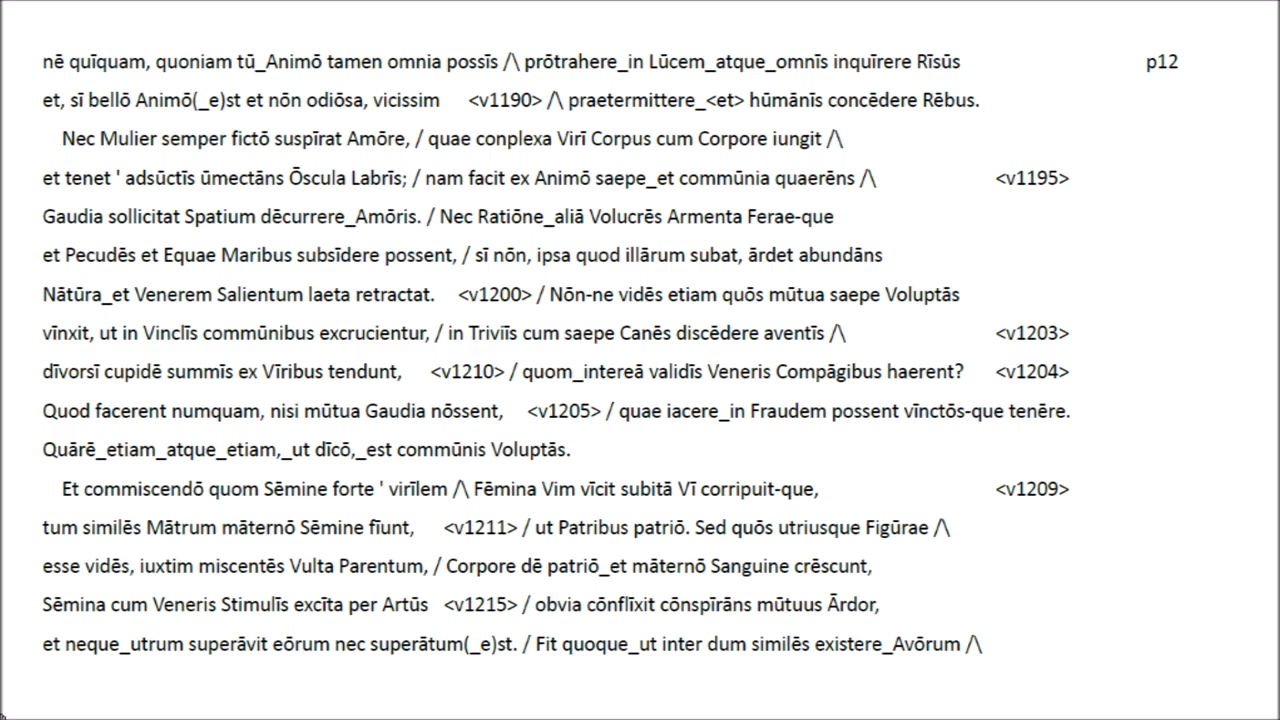 nē quīquam, quoniam tū_Animō tamen omnia possīs /\ prōtrahere_in Lūcem_atque_omnīs inquīrere Rīsūs p12
et, sī bellō Animō(_e)st et nōn odiōsa, vicissim <v1190> /\ praetermittere_<et> hūmānīs concēdere Rēbus.
Nec Mulier semper fictō suspīrat Amōre, / quae conplexa Virī Corpus cum Corpore iungit /\
et tenet ' adsūctīs ūmectāns Ōscula Labrīs; / nam facit ex Animō saepe_et commūnia quaerēns /\ <v1195>
Gaudia sollicitat Spatium dēcurrere_Amōris. / Nec Ratiōne_aliā Volucrēs Armenta Ferae-que
et Pecudēs et Equae Maribus subsīdere possent, / sī nōn, ipsa quod illārum subat, ārdet abundāns
Nātūra_et Venerem Salientum laeta retractat. <v1200> / Nōn-ne vidēs etiam quōs mūtua saepe Voluptās
vīnxit, ut in Vinclīs commūnibus excrucientur, / in Triviīs cum saepe Canēs discēdere aventīs /\ <v1203>
dīvorsī cupidē summīs ex Vīribus tendunt, <v1210> / quom_intereā validīs Veneris Compāgibus haerent? <v1204>
Quod facerent numquam, nisi mūtua Gaudia nōssent, <v1205> / quae iacere_in Fraudem possent vīnctōs-que tenēre.
Quārē_etiam_atque_etiam,_ut dīcō,_est commūnis Voluptās.
Et commiscendō quom Sēmine forte ' virīlem /\ Fēmina Vim vīcit subitā Vī corripuit-que, <v1209>
tum similēs Mātrum māternō Sēmine fīunt, <v1211> / ut Patribus patriō. Sed quōs utriusque Figūrae /\
esse vidēs, iuxtim miscentēs Vulta Parentum, / Corpore dē patriō_et māternō Sanguine crēscunt,
Sēmina cum Veneris Stimulīs excīta per Artūs <v1215> / obvia cōnflīxit cōnspīrāns mūtuus Ārdor,
et neque_utrum superāvit eōrum nec superātum(_e)st. / Fit quoque_ut inter dum similēs existere_Avōrum /\